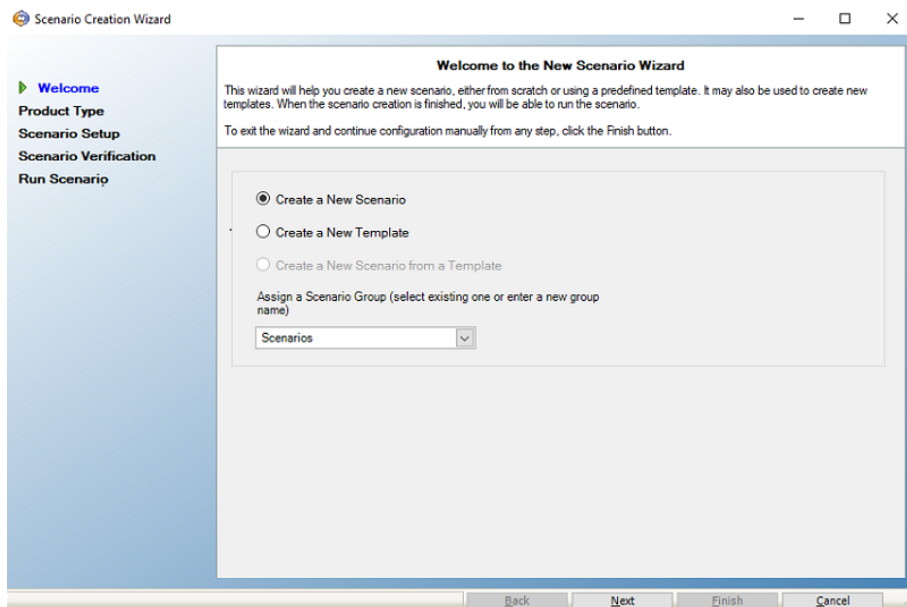 Scenario Creation Wizard
Welcome
Product Type
Scenario Setup
Scenario Verification
Run Scenario
Welcome to the New Scenario Wizard
This wizard will help you create a new scenario, either from scratch or using a predefined template. It may also be used to create new
templates. When the scenario creation is finished, you will be able to run the scenario.
To exit the wizard and continue configuration manually from any step, click the Finish button.
Create a New Scenario
Create a New Template
Create a New Scenario from a Template
Assign a Scenario Group (select existing one or enter a new group
name)
Scenarios
Back Next Finish Cancel